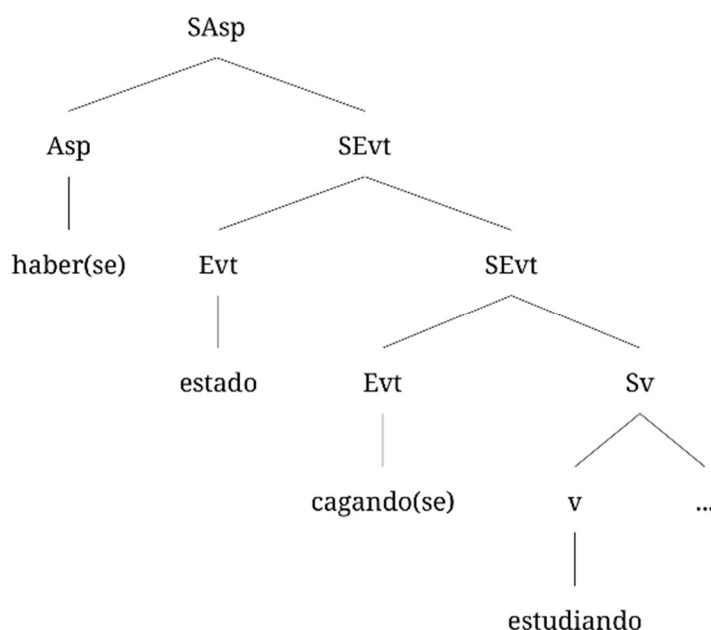 SAsp
Asp SEvt
haber(se) Evt SEvt
estado Evt Sv
cagando(se) v ...
estudiando